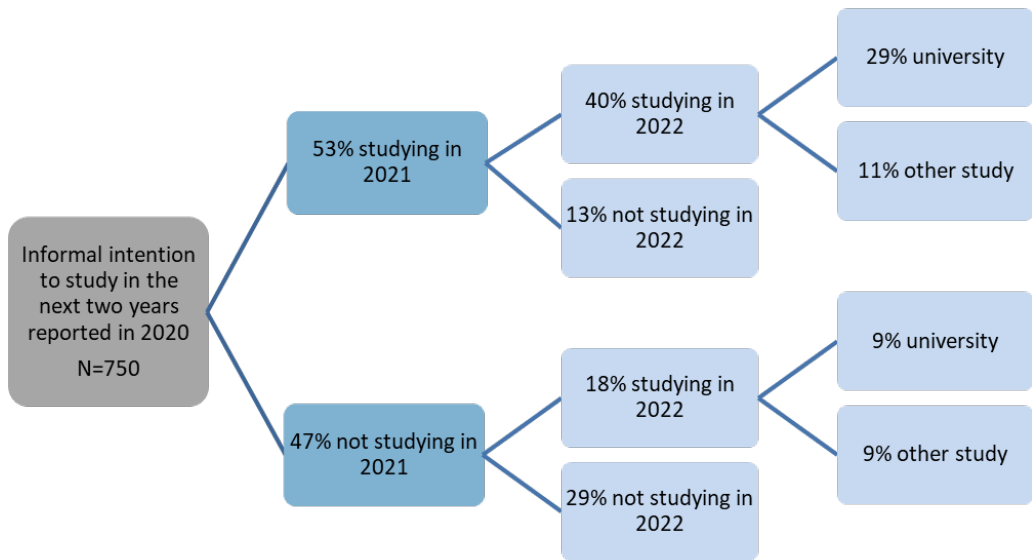 Informal intention
to study in the
next two years
reported in 2020
N=750
53% studying in
2021
47% not studying in
2021
40% studying in
2022
13% not studying in
2022
18% studying in
2022
29% not studying in
2022
29% university
11% other study
9% university
9% other study